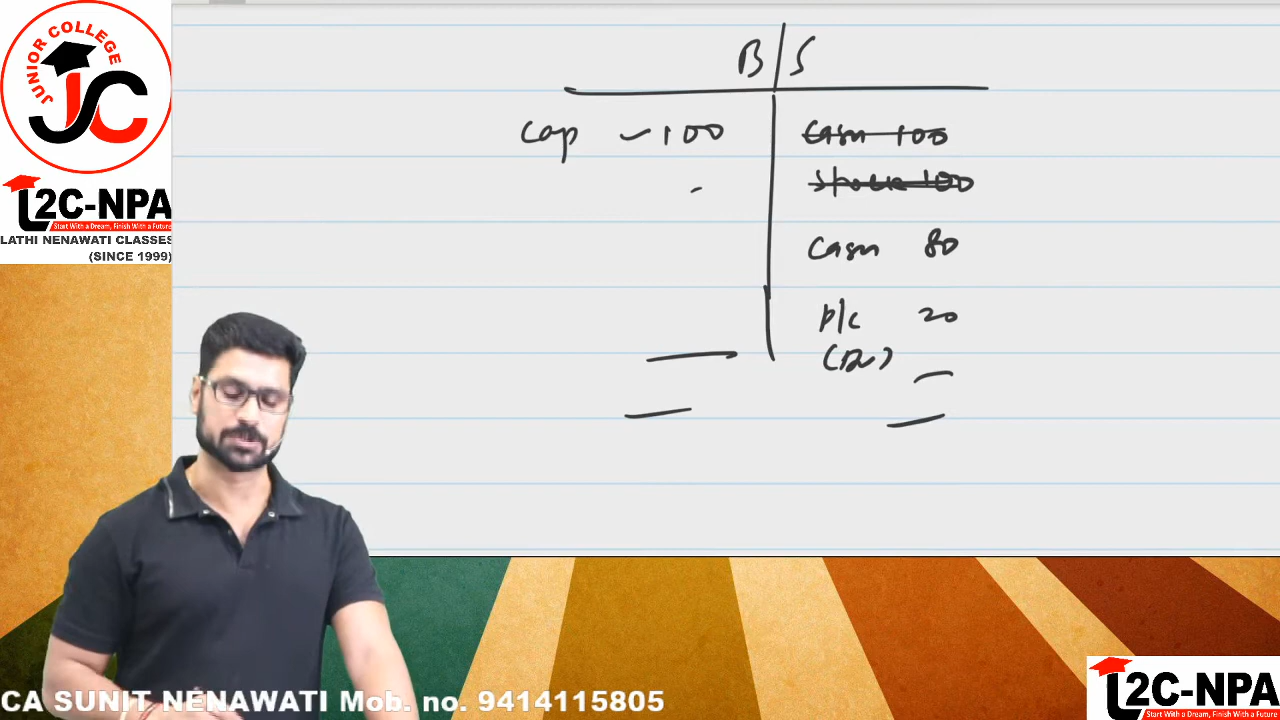 JUNIOR COLLEGE
JC
L2C-NPA
Start With a Dream, Finish With a Future
LATHI NENAWATI CLASSES
(SINCE 1999)
B/S
Cap 100
Cash 100
Stock 100
Cash 80
P/L 20
(Dr)
CA SUNIT NENAWATI Mob. no. 9414115805
L2C-NPA
Start With a Dream, Finish With a Future